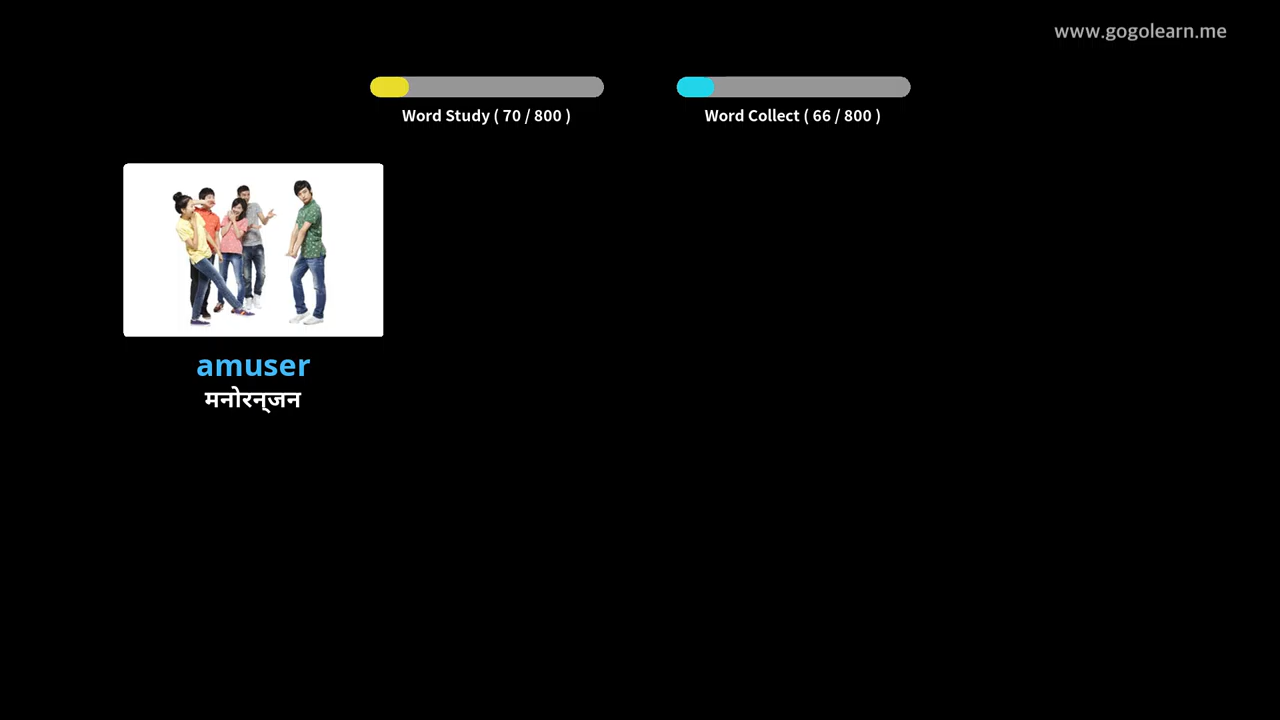 www.gogolearn.me
Word Study ( 70 / 800 )
Word Collect ( 66 / 800 )
amuser
मनोरन्जन